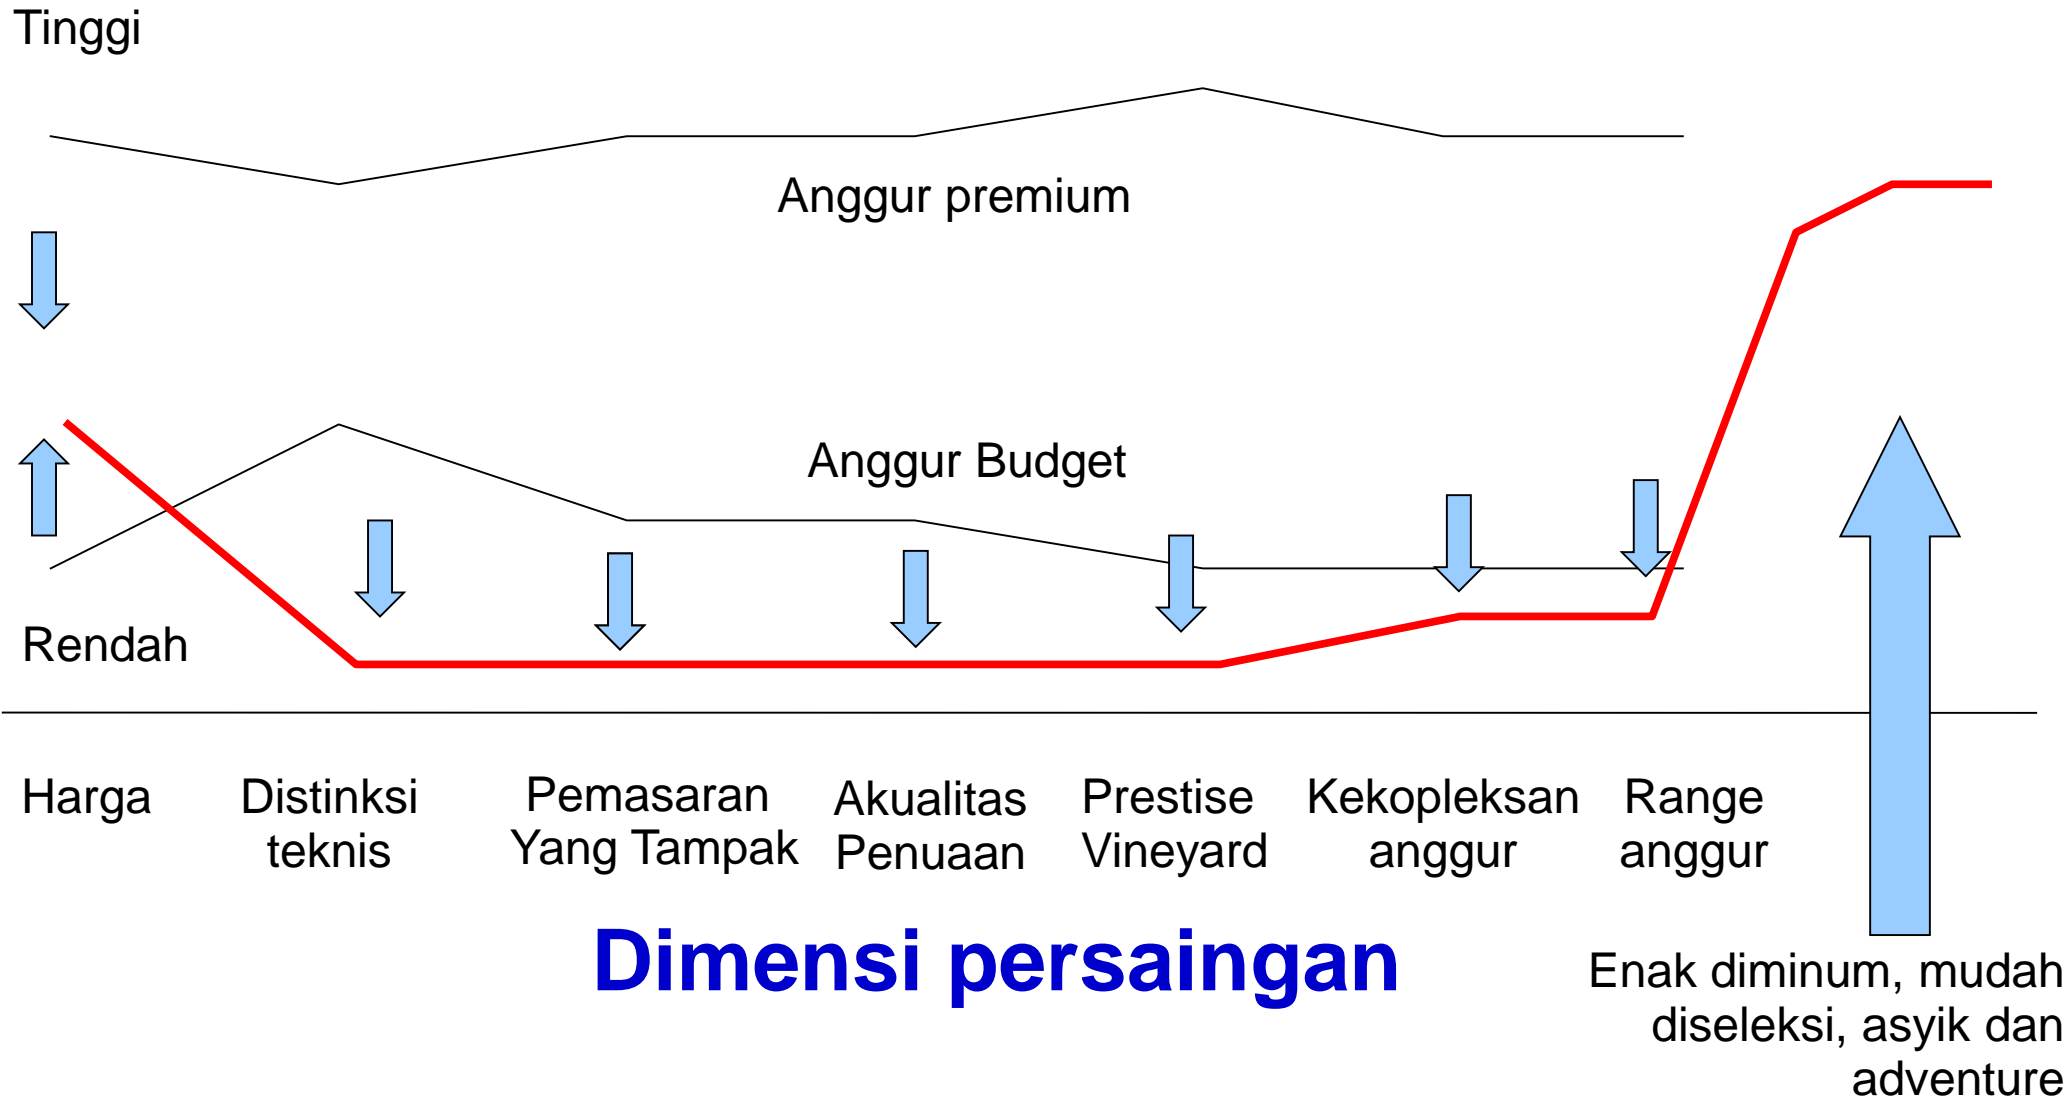 Tinggi
Anggur premium
Anggur Budget
Rendah
Harga
Distinksi
teknis
Pemasaran
Yang Tampak
Akualitas
Penuaan
Prestise
Vineyard
Kekopleksan
anggur
Range
anggur
Dimensi persaingan
Enak diminum, mudah
diseleksi, asyik dan
adventure